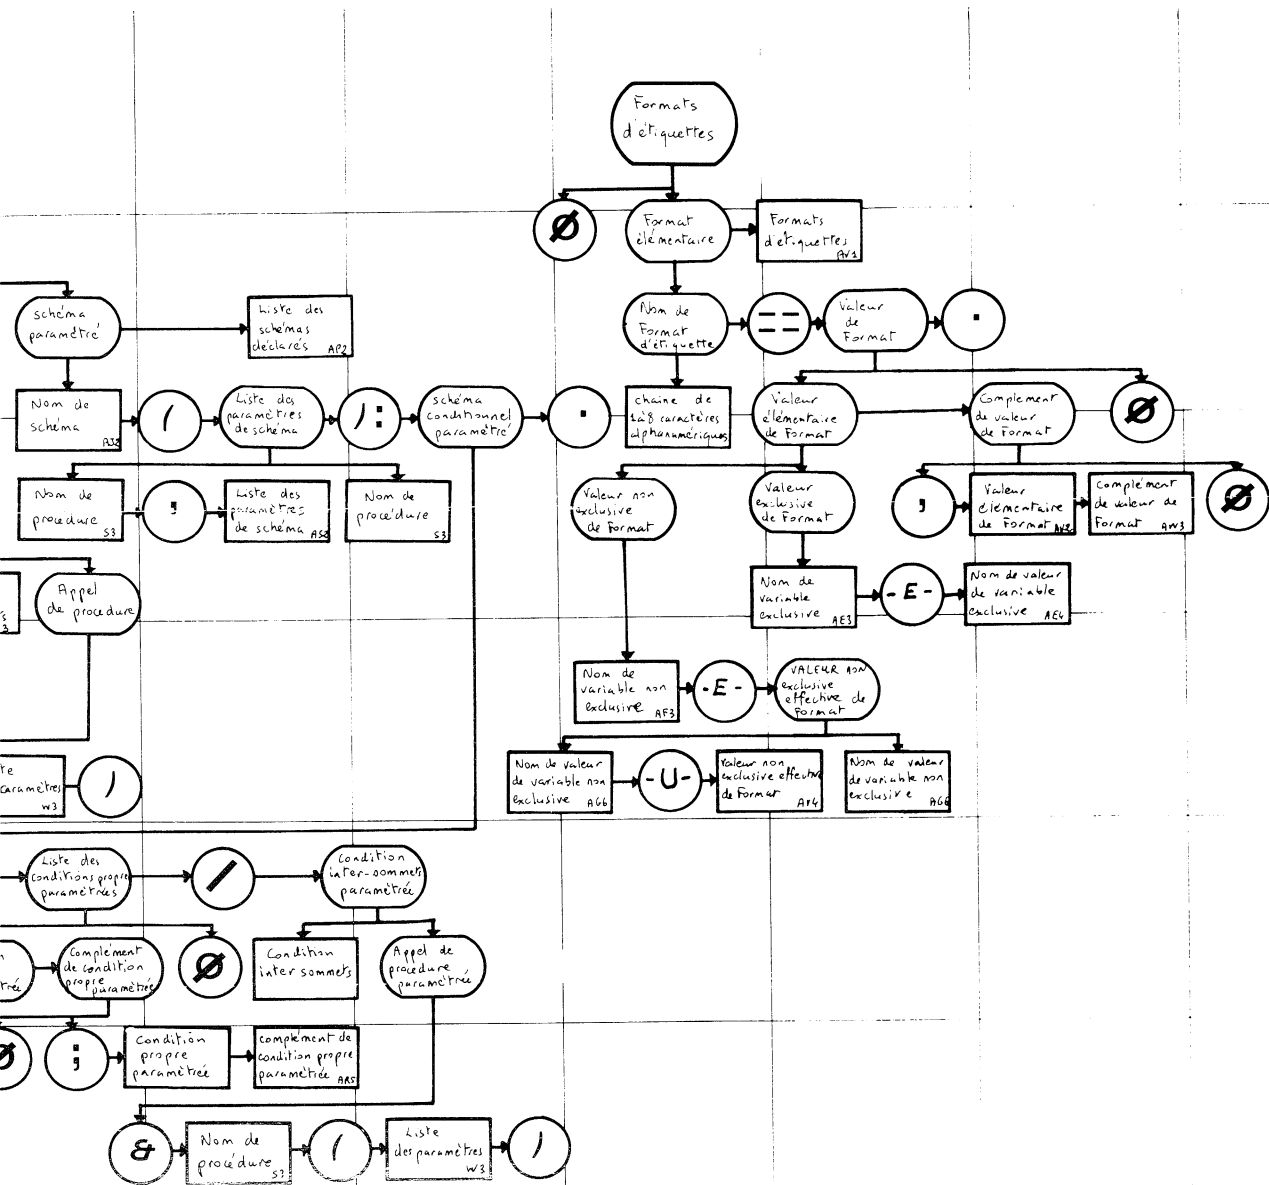 Formats
d'étiquettes
Ø
Format
élémentaire
Formats
d'étiquettes
AV1
schéma
paramétré
Liste des
schémas
déclarés AP2
Nom de
Format
d'étiquette
==
Valeur
de
Format
.
Nom de
schéma
(
Liste des
paramètres
de schéma
) :
schéma
conditionnel
paramétré
.
chaine de
1à8 caractères
alphanumériques
Valeur
élémentaire
de Format
Complement
de valeur
de Format
Ø
Nom de
procédure
S3
,
Liste des
paramètres
de schéma
Nom de
procédure
S3
Valeur non
exclusive
de Format
Valeur
exclusive
de Format
,
Valeur
élémentaire
de Format
Complément
de valeur de
Format AW3
Ø
Appel
de procédure
Nom de
variable
exclusive AE3
-E-
Nom de valeur
de variable
exclusive AE4
Nom de
variable non
exclusive AF3
-E-
VALEUR NON
exclusive
effective de
Format
te
aramètres
W3
)
Nom de valeur
de variable non
exclusive AG6
-U-
Valeur non
exclusive effective
de Format
Nom de valeur
de variable non
exclusive AG6
Liste des
conditions propres
paramétrées
/
Condition
inter-sommets
paramétrée
trée
Complément
de condition
propre
paramétrée
Ø
Condition
inter sommets
Appel de
procédure
paramétrée
Ø
;
Condition
propre
paramétrée
complément de
condition propre
paramétrée AR5
&
Nom de
procédure
(
Liste
des paramètres
W3
)